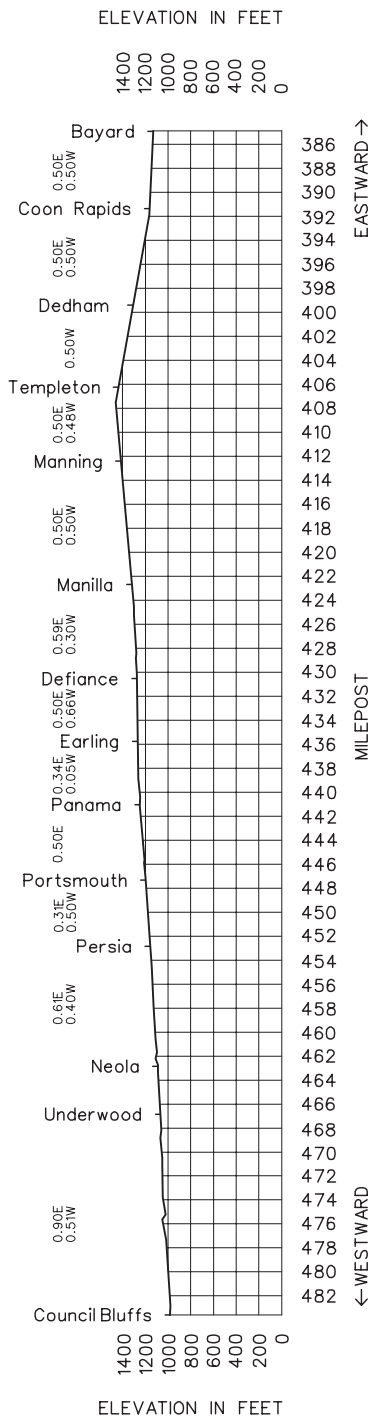 ELEVATION IN FEET
1400
1200
1000
800
600
400
200
0
EASTWARD →
Bayard
386
0.50E
0.50W
388
390
Coon Rapids
392
394
0.50E
0.50W
396
398
Dedham
400
402
0.50W
404
Templeton
406
408
0.50E
0.48W
410
Manning
412
414
416
0.50E
0.50W
418
420
Manilla
422
424
0.59E
0.30W
426
428
Defiance
430
0.50E
0.66W
432
434
MILEPOST
Earling
436
0.34E
0.05W
438
440
Panama
442
0.50E
444
446
Portsmouth
448
0.31E
0.50W
450
Persia
452
454
456
0.61E
0.40W
458
460
Neola
462
464
Underwood
466
468
470
472
474
0.90E
0.51W
476
478
480
482
← WESTWARD
Council Bluffs
1400
1200
1000
800
600
400
200
0
ELEVATION IN FEET